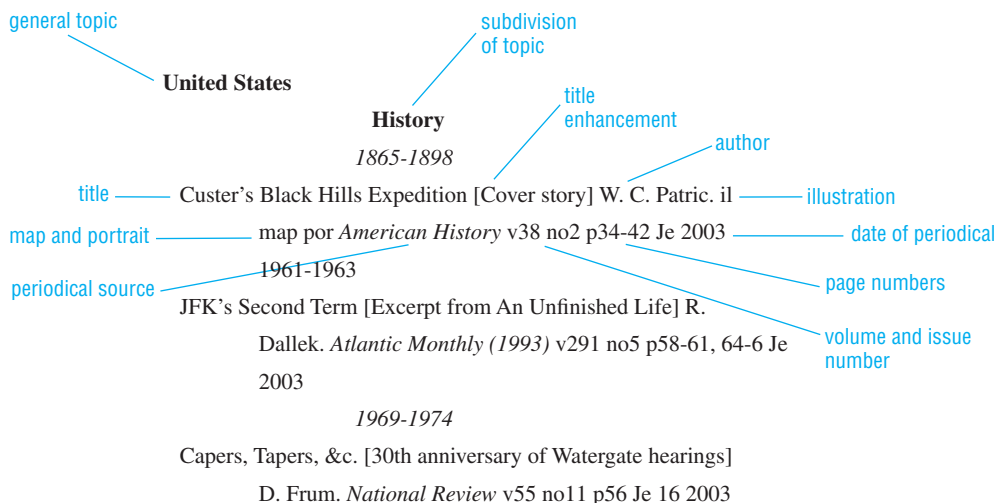 general topic
subdivision
of topic
United States
title
enhancement
History
author
1865-1898
title
Custer's Black Hills Expedition [Cover story] W. C. Patric. il
illustration
map and portrait
map por American History v38 no2 p34-42 Je 2003
date of periodical
1961-1963
periodical source
page numbers
JFK's Second Term [Excerpt from An Unfinished Life] R.
Dallek. Atlantic Monthly (1993) v291 no5 p58-61, 64-6 Je
volume and issue
number
2003
1969-1974
Capers, Tapers, &c. [30th anniversary of Watergate hearings]
D. Frum. National Review v55 no11 p56 Je 16 2003